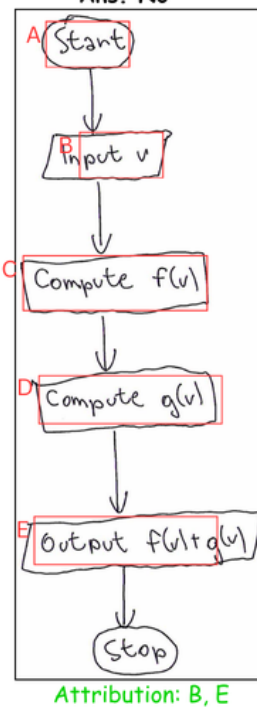 Ans: No
A Start
B Input v
C Compute f(v)
D Compute g(v)
E Output f(v)+g(v)
Stop
Attribution: B, E